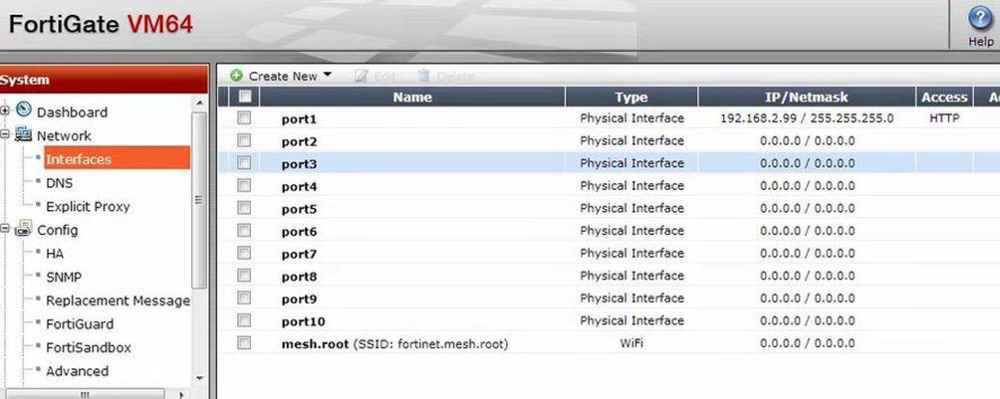 FortiGate VM64
Help
System
Dashboard
Network
Interfaces
DNS
Explicit Proxy
Config
HA
SNMP
Replacement Message
FortiGuard
FortiSandbox
Advanced
Create New Edit Delete
Name Type IP/Netmask Access A
port1 Physical Interface 192.168.2.99 / 255.255.255.0 HTTP
port2 Physical Interface 0.0.0.0 / 0.0.0.0
port3 Physical Interface 0.0.0.0 / 0.0.0.0
port4 Physical Interface 0.0.0.0 / 0.0.0.0
port5 Physical Interface 0.0.0.0 / 0.0.0.0
port6 Physical Interface 0.0.0.0 / 0.0.0.0
port7 Physical Interface 0.0.0.0 / 0.0.0.0
port8 Physical Interface 0.0.0.0 / 0.0.0.0
port9 Physical Interface 0.0.0.0 / 0.0.0.0
port10 Physical Interface 0.0.0.0 / 0.0.0.0
mesh.root (SSID: fortinet.mesh.root) WiFi 0.0.0.0 / 0.0.0.0